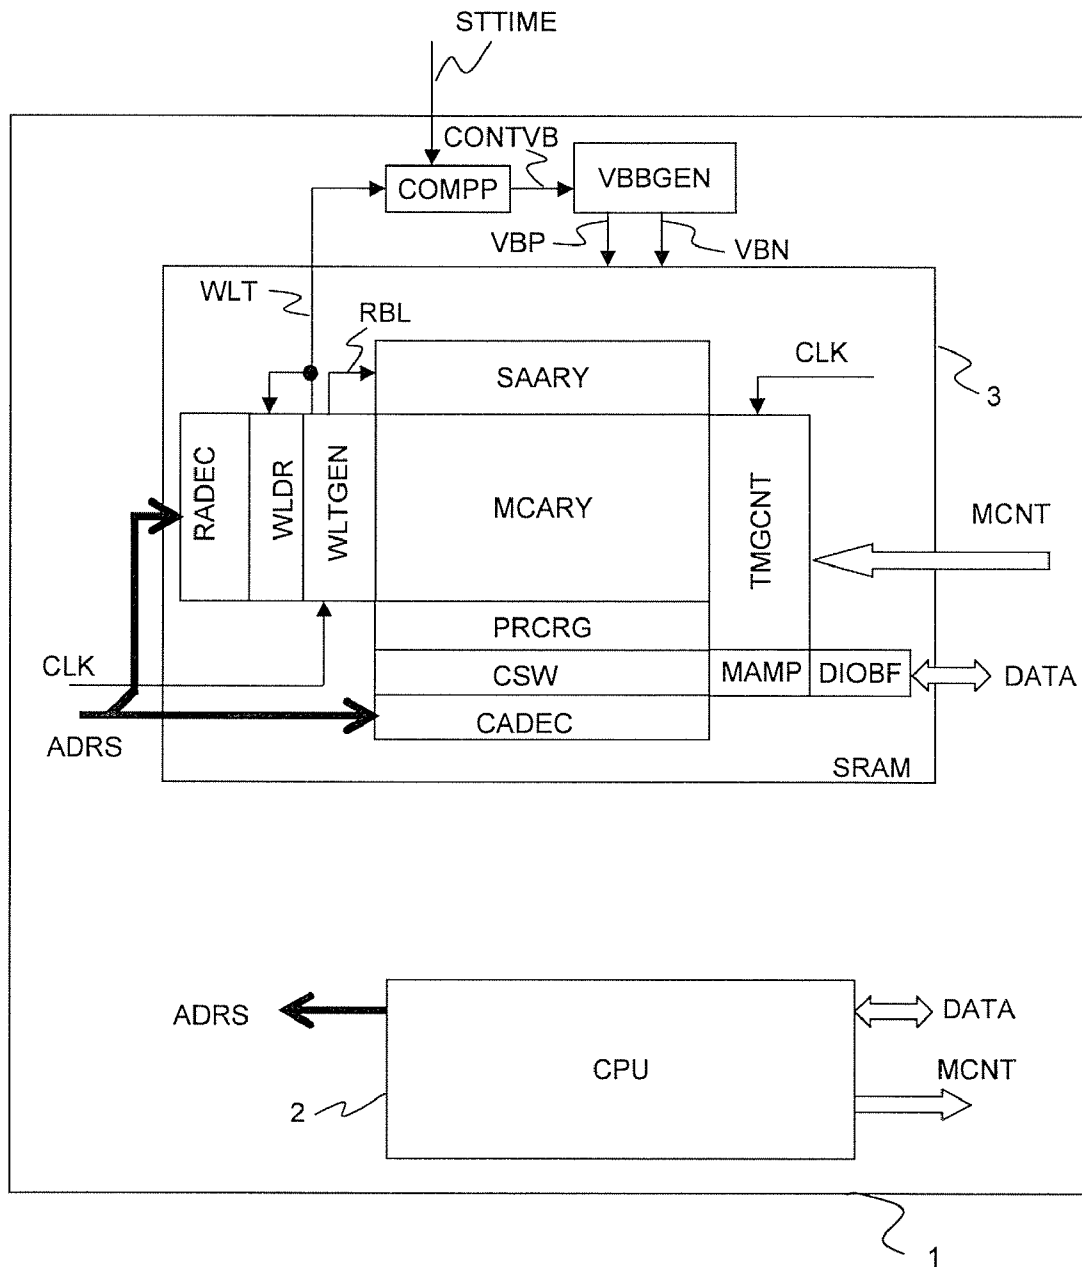 STTIME
CONTVB
COMPP
VBBGEN
VBP
VBN
WLT
RBL
CLK
SAARY
3
RADEC
WLDR
WLTGEN
MCARY
TMGCNT
MCNT
PRCRG
CLK
CSW
MAMP
DIOBF
DATA
ADRS
CADEC
SRAM
ADRS
DATA
CPU
MCNT
2
1